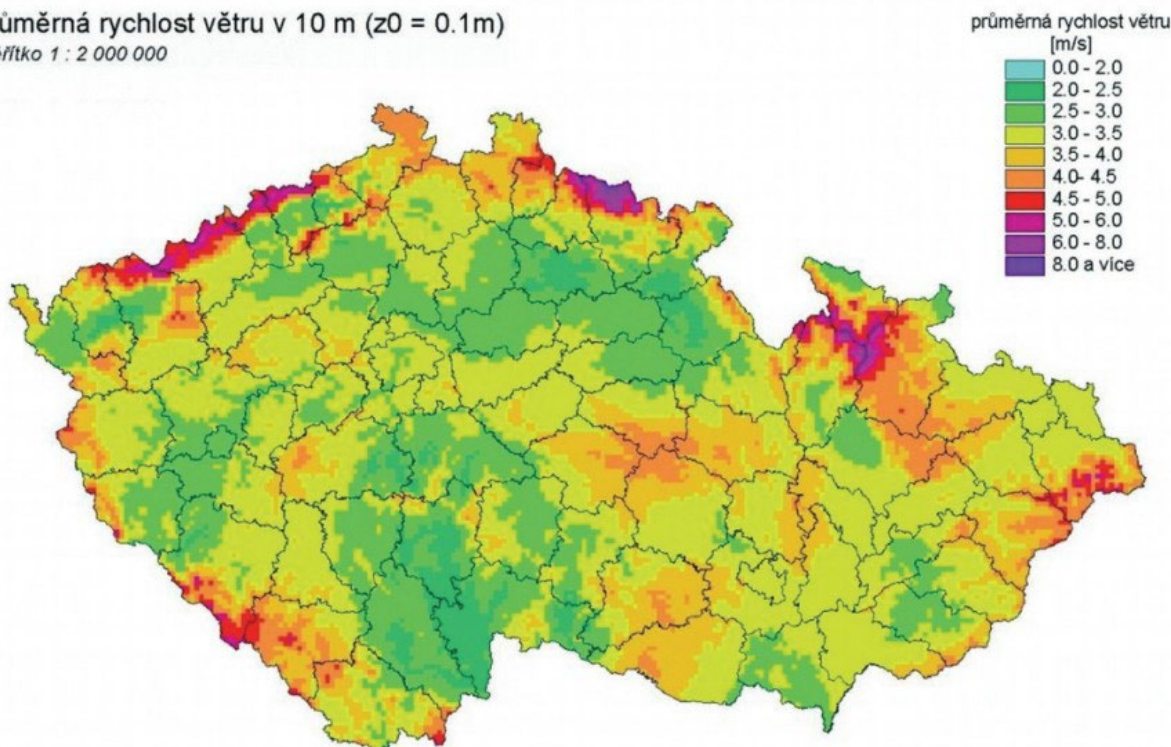 ůměrná rychlost větru v 10 m (z0 = 0.1m)
řítko 1 : 2 000 000
průměrná rychlost větru
[m/s]
0.0 - 2.0
2.0 - 2.5
2.5 - 3.0
3.0 - 3.5
3.5 - 4.0
4.0- 4.5
4.5 - 5.0
5.0 - 6.0
6.0 - 8.0
8.0 a více